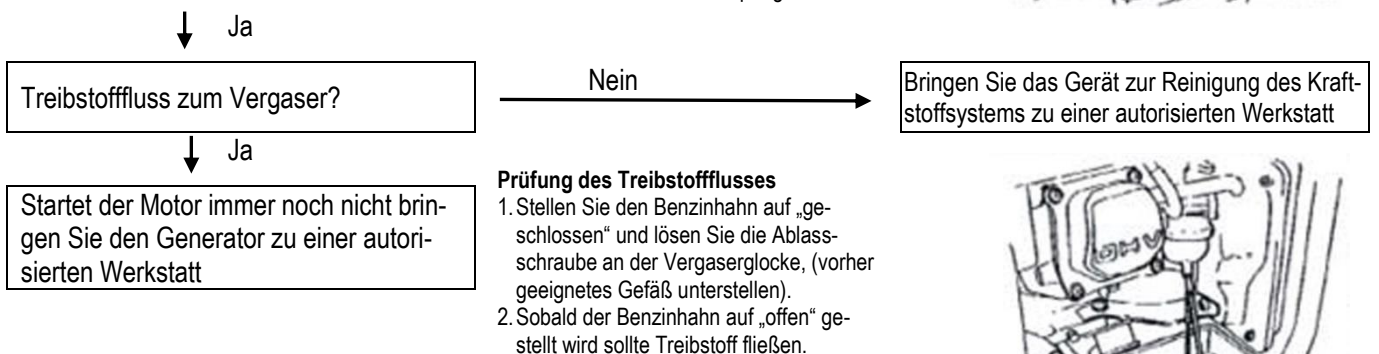 Ja
Treibstofffluss zum Vergaser?
Nein
Bringen Sie das Gerät zur Reinigung des Kraft-
stoffsystems zu einer autorisierten Werkstatt
Ja
Startet der Motor immer noch nicht brin-
gen Sie den Generator zu einer autori-
sierten Werkstatt
Prüfung des Treibstoffflusses
1. Stellen Sie den Benzinhahn auf „ge-
schlossen“ und lösen Sie die Ablass-
schraube an der Vergaserglocke, (vorher
geeignetes Gefäß unterstellen).
2. Sobald der Benzinhahn auf „offen“ ge-
stellt wird sollte Treibstoff fließen.
OHV